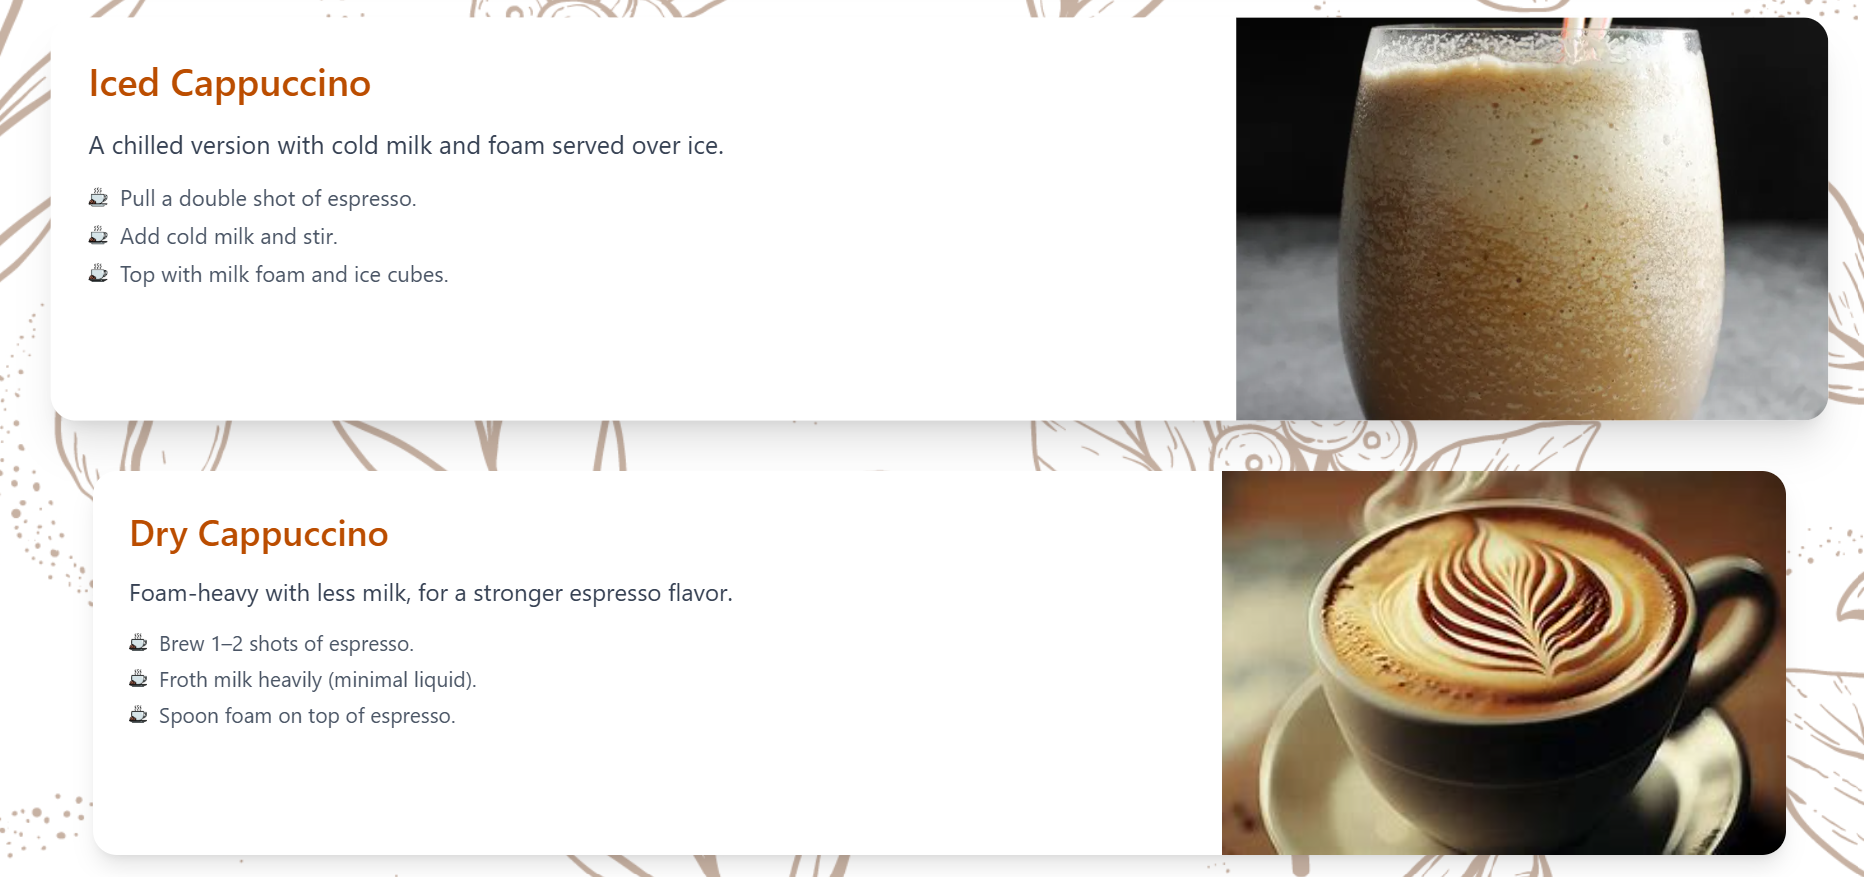 Iced Cappuccino
A chilled version with cold milk and foam served over ice.
Pull a double shot of espresso.
Add cold milk and stir.
Top with milk foam and ice cubes.
Dry Cappuccino
Foam-heavy with less milk, for a stronger espresso flavor.
Brew 1–2 shots of espresso.
Froth milk heavily (minimal liquid).
Spoon foam on top of espresso.